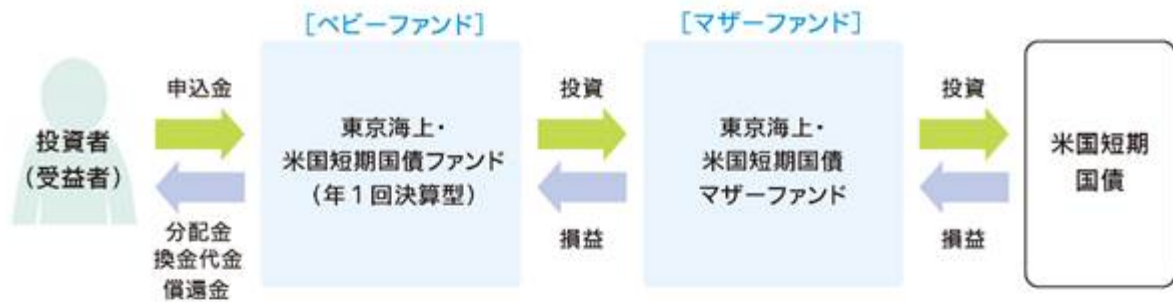 [ベビーファンド]
[マザーファンド]
投資者
(受益者)
申込金
分配金
換金代金
償還金
東京海上・
米国短期国債ファンド
(年1回決算型)
投資
損益
東京海上・
米国短期国債
マザーファンド
投資
損益
米国短期
国債